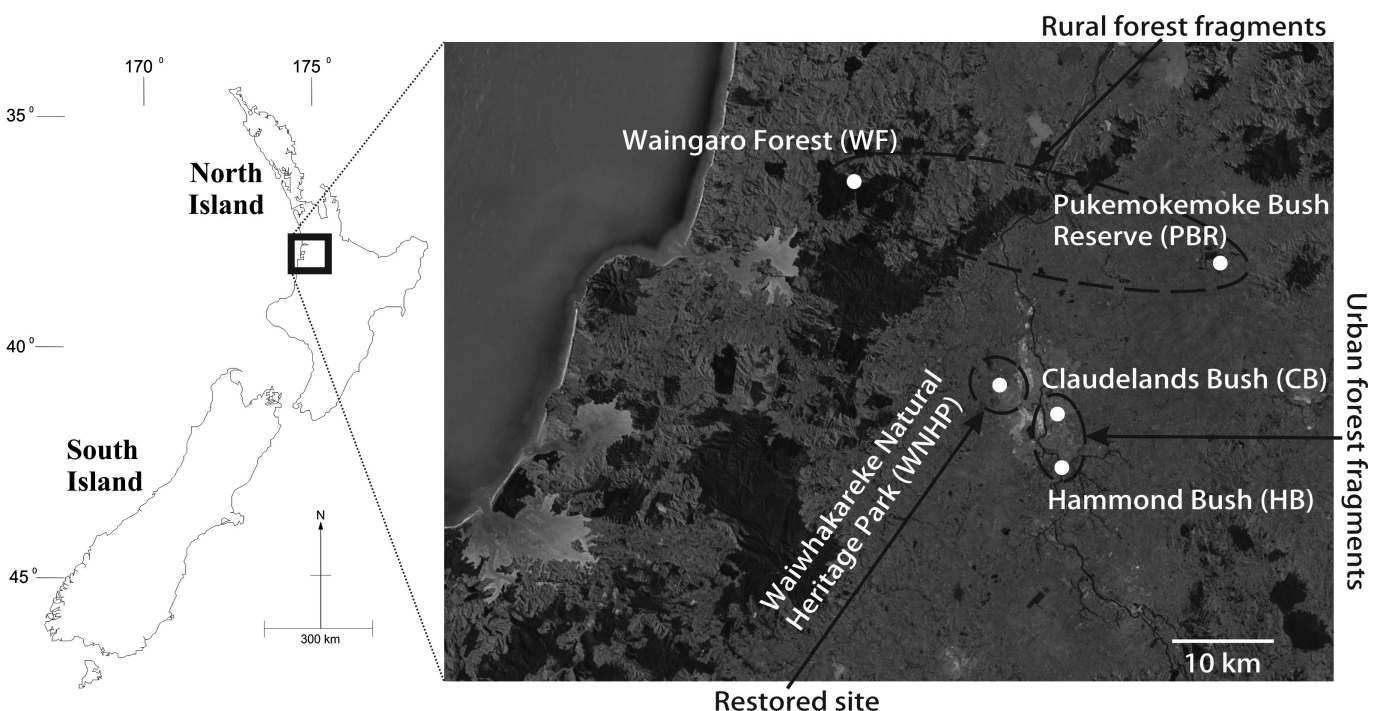 Rural forest fragments
170 °
175 °
35°
North
Island
Waingaro Forest (WF)
Pukemokemoke Bush
Reserve (PBR)
40°
Claudelands Bush (CB)
Urban forest fragments
Waiwhakareke Natural
Heritage Park (WNHP)
South
Island
Hammond Bush (HB)
N
45°
300 km
10 km
Restored site